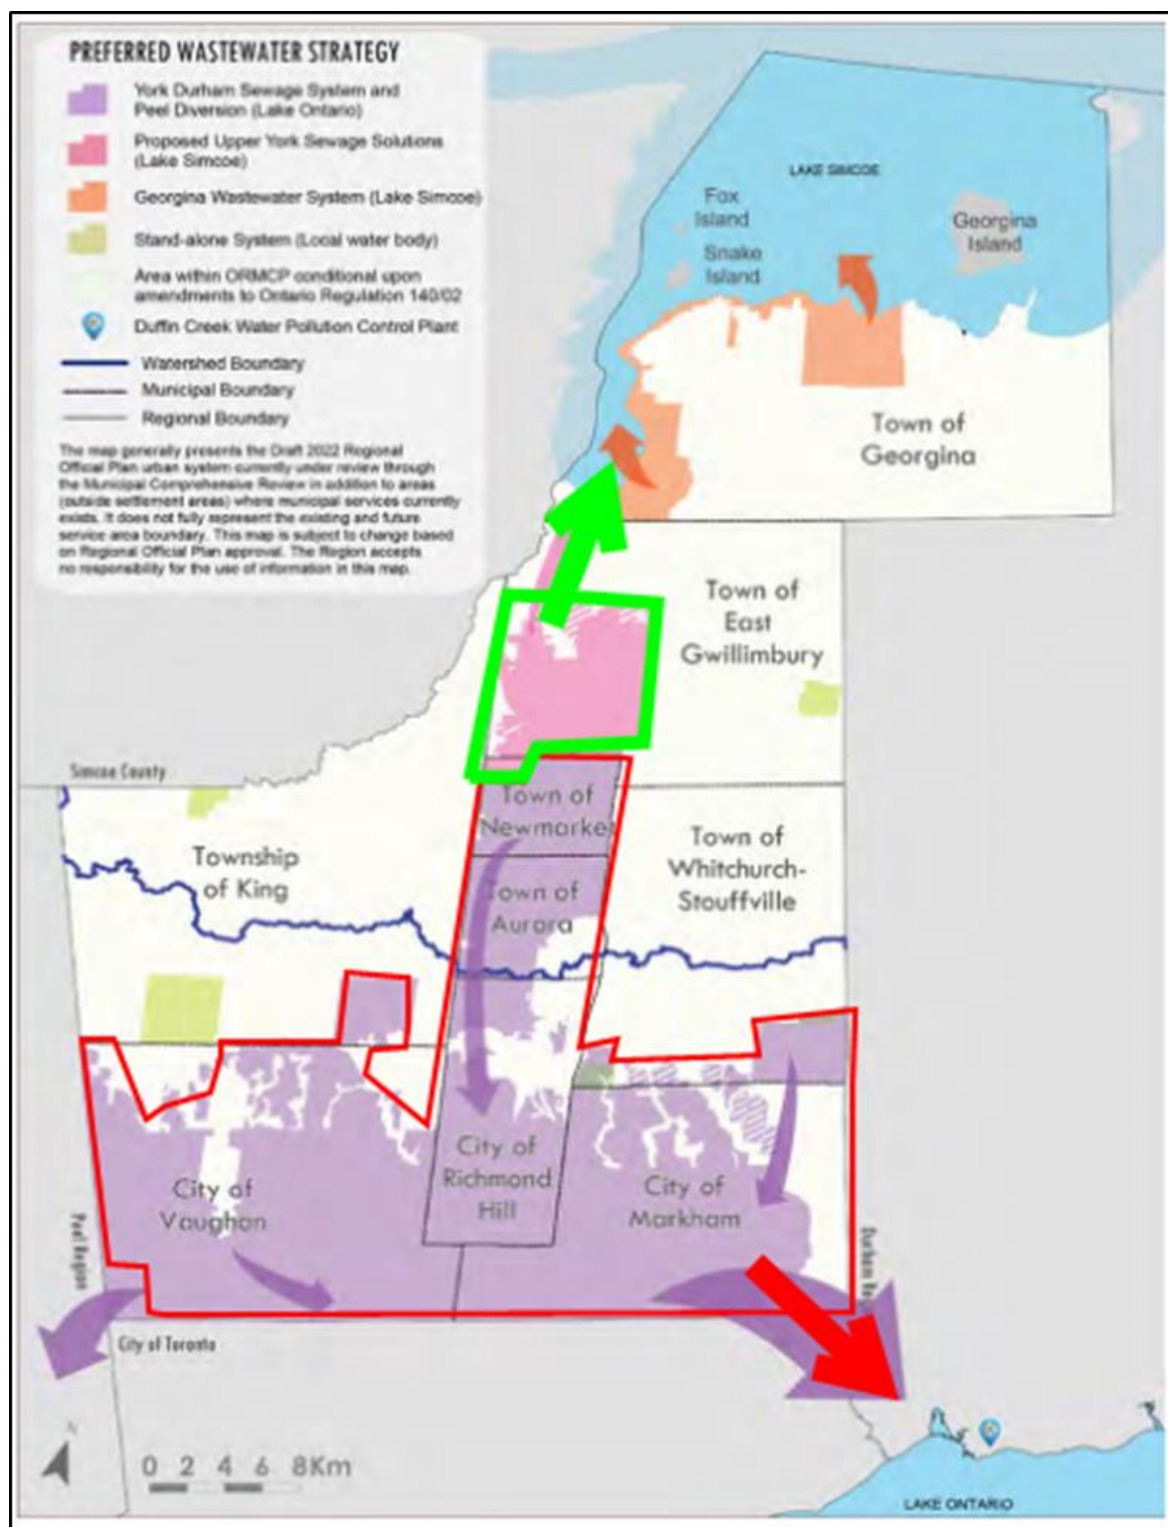 PREFERRED WASTEWATER STRATEGY
York Durham Sewage System and
Peel Diversion (Lake Ontario)
Proposed Upper York Sewage Solutions
(Lake Simcoe)
Georgina Wastewater System (Lake Simcoe)
Stand-alone System (Local water body)
Area within ORMCP conditional upon
amendments to Ontario Regulation 140/02
Duffin Creek Water Pollution Control Plant
Watershed Boundary
Municipal Boundary
Regional Boundary
The map generally presents the Draft 2022 Regional
Official Plan urban system currently under review through
the Municipal Comprehensive Review in addition to areas
(outside settlement areas) where municipal services currently
exists. It does not fully represent the existing and future
service area boundary. This map is subject to change based
on Regional Official Plan approval. The Region accepts
no responsibility for the use of information in this map.
LAKE SIMCOE
Fox
Island
Georgina
Island
Snake
Island
Town of
Georgina
Town of
East
Gwillimbury
Simcoe County
Town of
Newmarket
Township
of King
Town of
Whitchurch-
Stouffville
Town of
Aurora
City of
Vaughan
City of
Richmond
Hill
City of
Markham
Peel Region
Durham
City of Toronto
N
0 2 4 6 8Km
LAKE ONTARIO